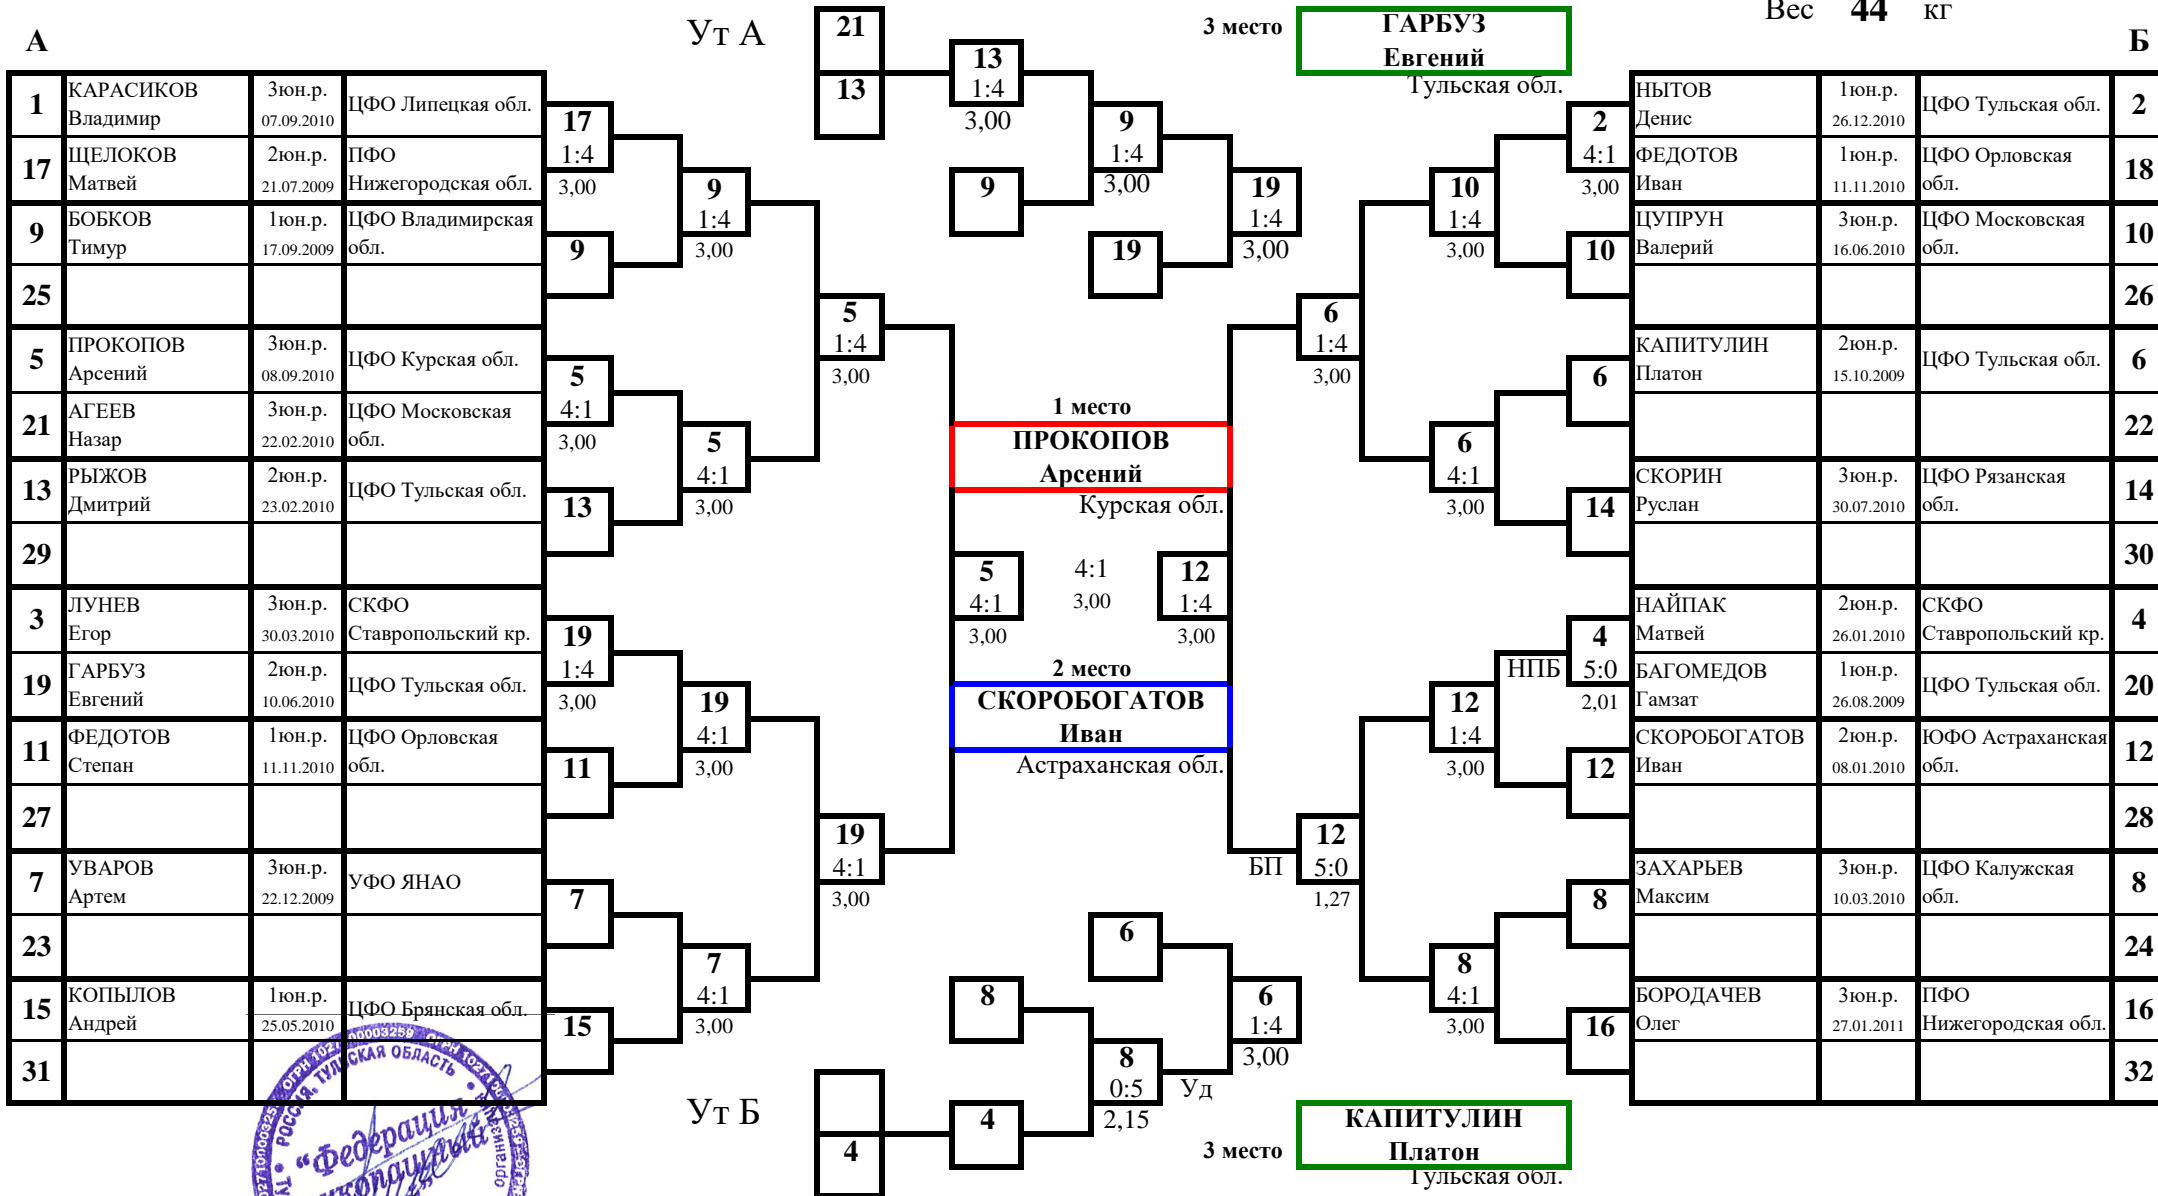 Вес 44 кг
А
Ут А
Б
1 КАРАСИКОВ Владимир 3юн.р. 07.09.2010 ЦФО Липецкая обл.
17 ЩЕЛОКОВ Матвей 2юн.р. 21.07.2009 ПФО Нижегородская обл.
9 БОБКОВ Тимур 1юн.р. 17.09.2009 ЦФО Владимирская обл.
25
5 ПРОКОПОВ Арсений 3юн.р. 08.09.2010 ЦФО Курская обл.
21 АГЕЕВ Назар 3юн.р. 22.02.2010 ЦФО Московская обл.
13 РЫЖОВ Дмитрий 2юн.р. 23.02.2010 ЦФО Тульская обл.
29
3 ЛУНЕВ Егор 3юн.р. 30.03.2010 СКФО Ставропольский кр.
19 ГАРБУЗ Евгений 2юн.р. 10.06.2010 ЦФО Тульская обл.
11 ФЕДОТОВ Степан 1юн.р. 11.11.2010 ЦФО Орловская обл.
27
7 УВАРОВ Артем 3юн.р. 22.12.2009 УФО ЯНАО
23
15 КОПЫЛОВ Андрей 1юн.р. 25.05.2010 ЦФО Брянская обл.
31
17 1:4 3,00
9
5 4:1 3,00
13
19 1:4 3,00
11
7
15
9 1:4 3,00
5 4:1 3,00
19 4:1 3,00
7 4:1 3,00
5 1:4 3,00
19 4:1 3,00
21
13
13 1:4 3,00
9
9 1:4 3,00
19
19 1:4 3,00
3 место
ГАРБУЗ
Евгений
Тульская обл.
1 место
ПРОКОПОВ
Арсений
Курская обл.
5 4:1 3,00
4:1 3,00
12 1:4 3,00
2 место
СКОРОБОГАТОВ
Иван
Астраханская обл.
6 1:4 3,00
БП 12 5:0 1,27
10 1:4 3,00
6 4:1 3,00
12 1:4 3,00
8 4:1 3,00
2 4:1 3,00
10
6
14
НПБ 4 5:0 2,01
12
8
16
НЫТОВ Денис 1юн.р. 26.12.2010 ЦФО Тульская обл. 2
ФЕДОТОВ Иван 1юн.р. 11.11.2010 ЦФО Орловская обл. 18
ЦУПРУН Валерий 3юн.р. 16.06.2010 ЦФО Московская обл. 10
26
КАПИТУЛИН Платон 2юн.р. 15.10.2009 ЦФО Тульская обл. 6
22
СКОРИН Руслан 3юн.р. 30.07.2010 ЦФО Рязанская обл. 14
30
НАЙПАК Матвей 2юн.р. 26.01.2010 СКФО Ставропольский кр. 4
БАГОМЕДОВ Гамзат 1юн.р. 26.08.2009 ЦФО Тульская обл. 20
СКОРОБОГАТОВ Иван 2юн.р. 08.01.2010 ЮФО Астраханская обл. 12
28
ЗАХАРЬЕВ Максим 3юн.р. 10.03.2010 ЦФО Калужская обл. 8
24
БОРОДАЧЕВ Олег 3юн.р. 27.01.2011 ПФО Нижегородская обл. 16
32
Ут Б
4
8
4
6
8 0:5 2,15
Уд
6 1:4 3,00
3 место
КАПИТУЛИН
Платон
Тульская обл.
РОССИЯ, ТУЛЬСКАЯ ОБЛАСТЬ
"Федерация